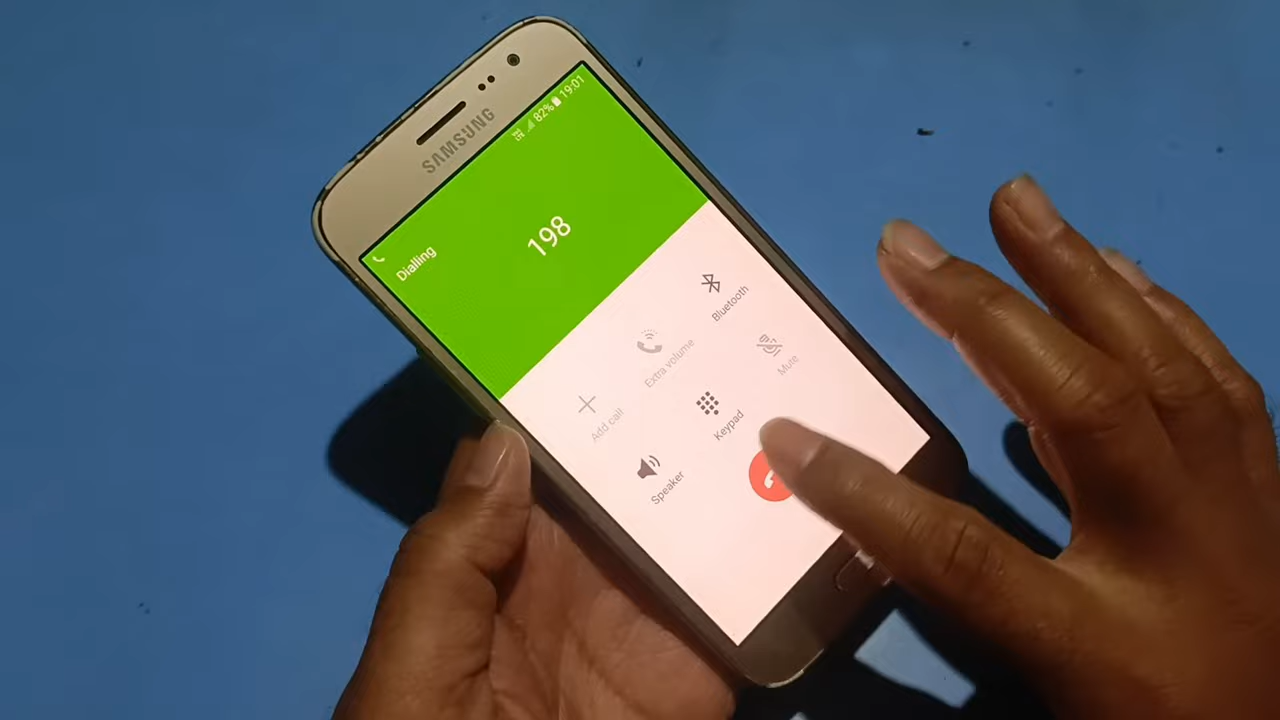 SAMSUNG
82% 19:01
Dialling
198
Add call
Extra volume
Bluetooth
Speaker
Keypad
Mute